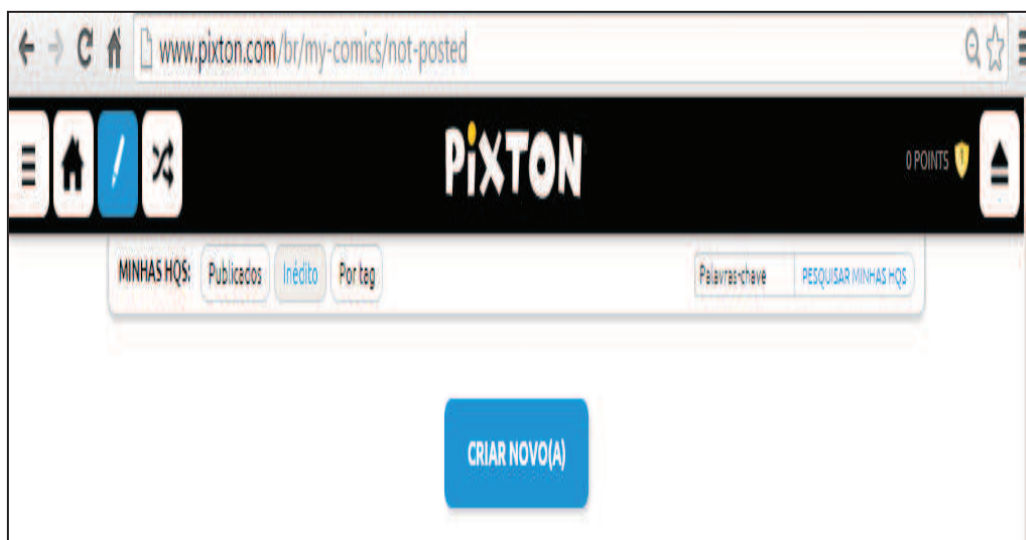 www.pixton.com/br/my-comics/not-posted
PiXTON
0 POINTS 1
MINHAS HQS: Publicados Inédito Por tag Palavras-chave PESQUISAR MINHAS HQS
CRIAR NOVO(A)